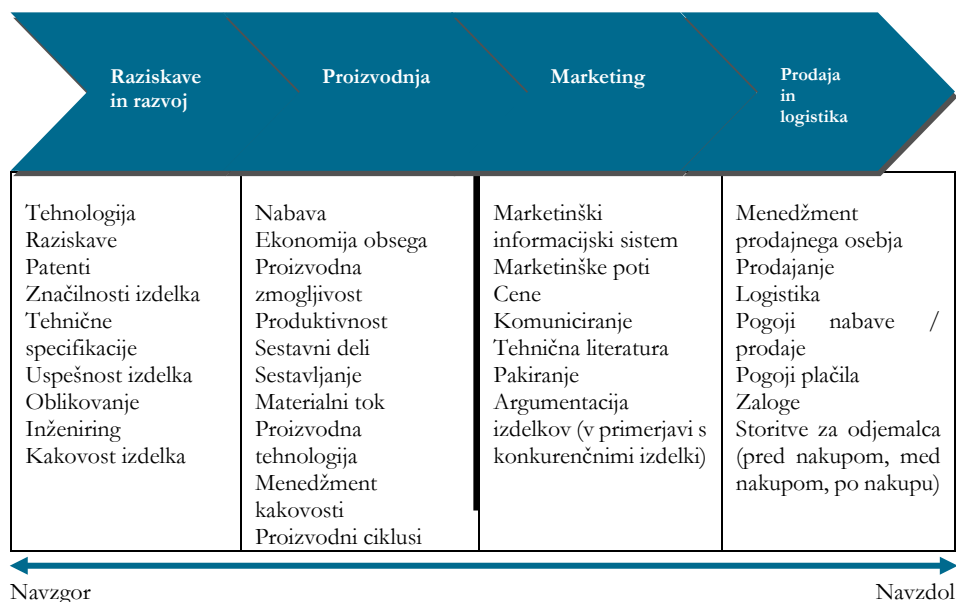 Raziskave
in razvoj
Proizvodnja
Marketing
Prodaja
in
logistika
Tehnologija
Raziskave
Patenti
Značilnosti izdelka
Tehnične
specifikacije
Uspešnost izdelka
Oblikovanje
Inženiring
Kakovost izdelka
Nabava
Ekonomija obsega
Proizvodna
zmogljivost
Produktivnost
Sestavni deli
Sestavljanje
Materialni tok
Proizvodna
tehnologija
Menedžment
kakovosti
Proizvodni ciklusi
Marketinški
informacijski sistem
Marketinške poti
Cene
Komuniciranje
Tehnična literatura
Pakiranje
Argumentacija
izdelkov (v primerjavi s
konkurenčnimi izdelki)
Menedžment
prodajnega osebja
Prodajanje
Logistika
Pogoji nabave /
prodaje
Pogoji plačila
Zaloge
Storitve za odjemalca
(pred nakupom, med
nakupom, po nakupu)
Navzgor
Navzdol